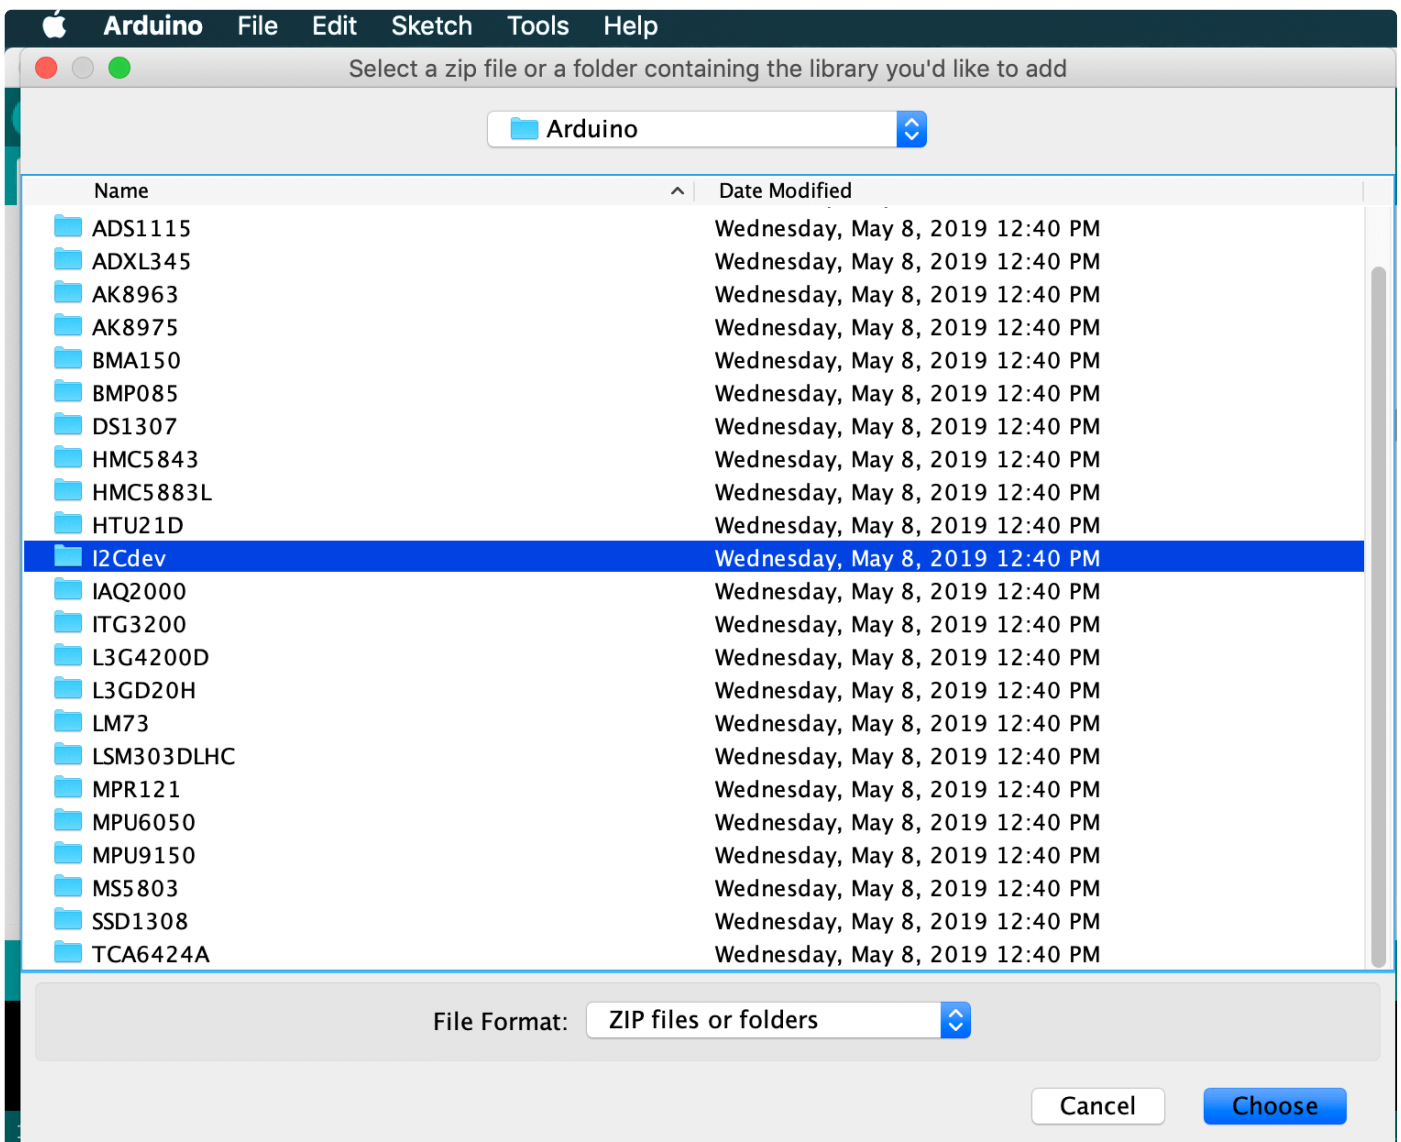 Arduino File Edit Sketch Tools Help
Select a zip file or a folder containing the library you'd like to add
Arduino
Name Date Modified
ADS1115 Wednesday, May 8, 2019 12:40 PM
ADXL345 Wednesday, May 8, 2019 12:40 PM
AK8963 Wednesday, May 8, 2019 12:40 PM
AK8975 Wednesday, May 8, 2019 12:40 PM
BMA150 Wednesday, May 8, 2019 12:40 PM
BMP085 Wednesday, May 8, 2019 12:40 PM
DS1307 Wednesday, May 8, 2019 12:40 PM
HMC5843 Wednesday, May 8, 2019 12:40 PM
HMC5883L Wednesday, May 8, 2019 12:40 PM
HTU21D Wednesday, May 8, 2019 12:40 PM
I2Cdev Wednesday, May 8, 2019 12:40 PM
IAQ2000 Wednesday, May 8, 2019 12:40 PM
ITG3200 Wednesday, May 8, 2019 12:40 PM
L3G4200D Wednesday, May 8, 2019 12:40 PM
L3GD20H Wednesday, May 8, 2019 12:40 PM
LM73 Wednesday, May 8, 2019 12:40 PM
LSM303DLHC Wednesday, May 8, 2019 12:40 PM
MPR121 Wednesday, May 8, 2019 12:40 PM
MPU6050 Wednesday, May 8, 2019 12:40 PM
MPU9150 Wednesday, May 8, 2019 12:40 PM
MS5803 Wednesday, May 8, 2019 12:40 PM
SSD1308 Wednesday, May 8, 2019 12:40 PM
TCA6424A Wednesday, May 8, 2019 12:40 PM
File Format: ZIP files or folders
Cancel Choose